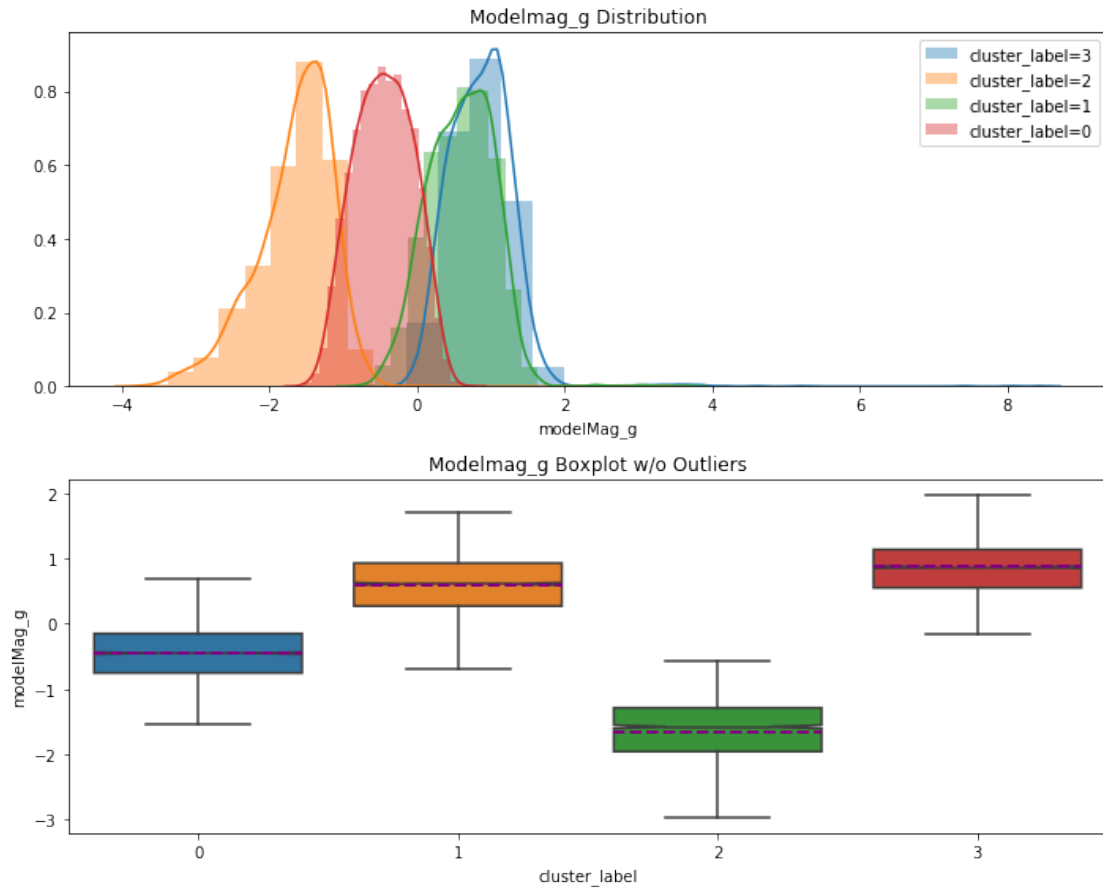 Modelmag_g Distribution
cluster_label=3
cluster_label=2
cluster_label=1
cluster_label=0
0.8
0.6
0.4
0.2
0.0
−4
−2
0
2
4
6
8
modelMag_g
Modelmag_g Boxplot w/o Outliers
2
1
0
−1
−2
−3
modelMag_g
0
1
2
3
cluster_label